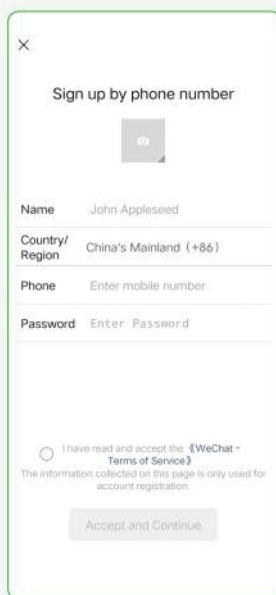 Sign up by phone number
Name John Appleseed
Country/
Region China's Mainland (+86)
Phone Enter mobile number
Password Enter Password
I have read and accept the 《WeChat -
Terms of Service》
The information collected on this page is only used for
account registration.
Accept and Continue